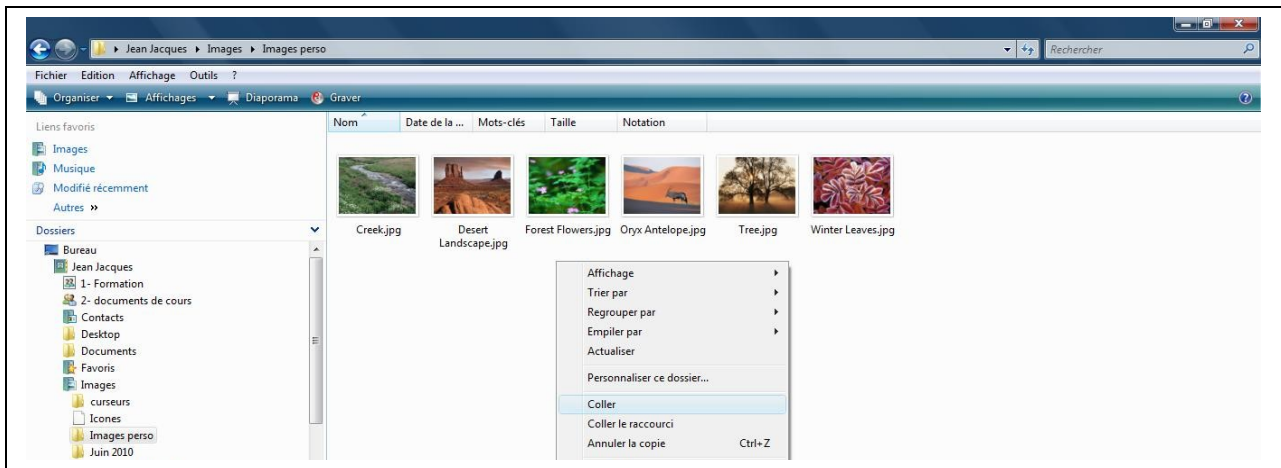 Jean Jacques Images Images perso Rechercher
Fichier Edition Affichage Outils ?
Organiser Affichages Diaporama Graver
Liens favoris
Images
Musique
Modifié récemment
Autres »
Dossiers
Bureau
Jean Jacques
1- Formation
2- documents de cours
Contacts
Desktop
Documents
Favoris
Images
curseurs
Icones
Images perso
Juin 2010
Nom Date de la ... Mots-clés Taille Notation
Creek.jpg
Desert
Landscape.jpg
Forest Flowers.jpg
Oryx Antelope.jpg
Tree.jpg
Winter Leaves.jpg
Affichage
Trier par
Regrouper par
Empiler par
Actualiser
Personnaliser ce dossier...
Coller
Coller le raccourci
Annuler la copie Ctrl+Z